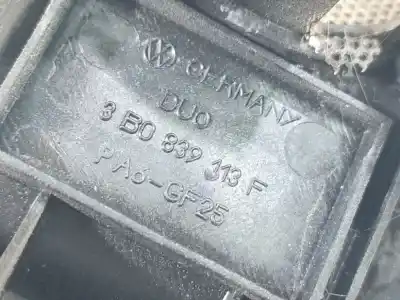 GERMANY
DUO
3 B0 839 313 F
PA6-GF25